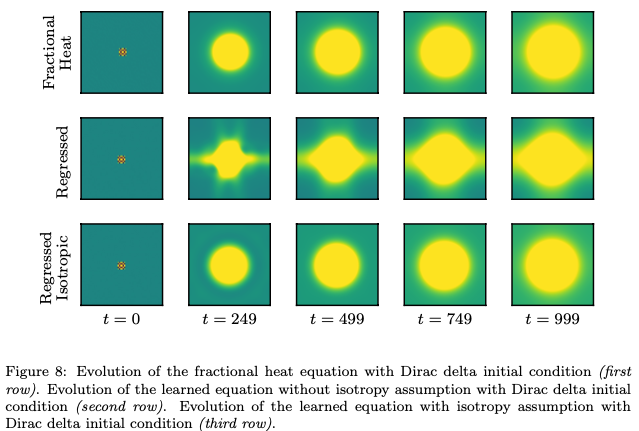 Fractional
Heat
Regressed
Regressed
Isotropic
t = 0
t = 249
t = 499
t = 749
t = 999
Figure 8: Evolution of the fractional heat equation with Dirac delta initial condition (first
row). Evolution of the learned equation without isotropy assumption with Dirac delta initial
condition (second row). Evolution of the learned equation with isotropy assumption with
Dirac delta initial condition (third row).